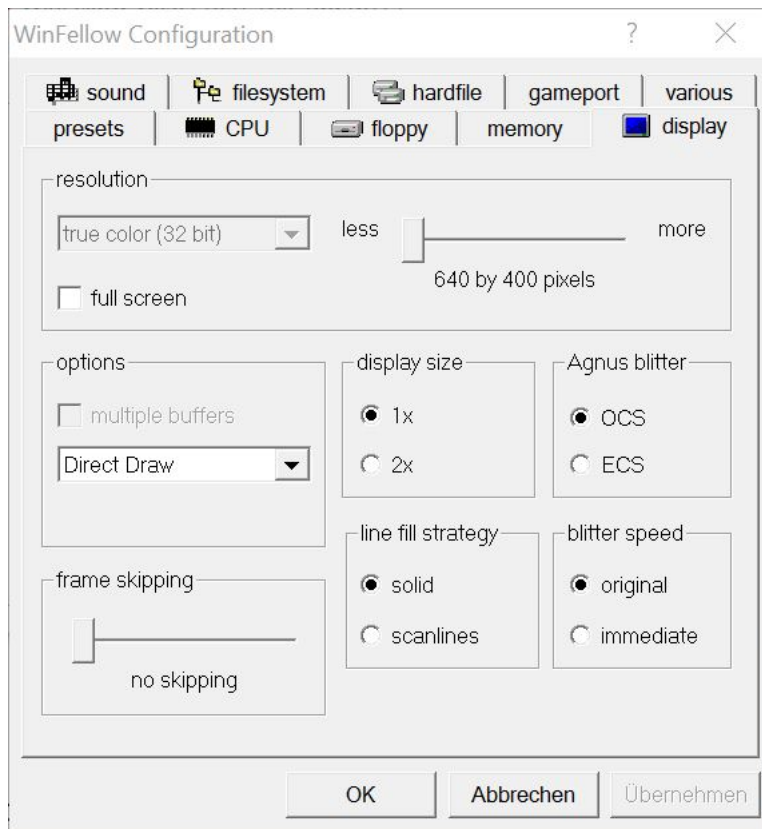 WinFellow Configuration
sound filesystem hardfile gameport various
presets CPU floppy memory display
resolution
true color (32 bit) less more
640 by 400 pixels
full screen
options
multiple buffers
Direct Draw
display size
1x
2x
Agnus blitter
OCS
ECS
frame skipping
no skipping
line fill strategy
solid
scanlines
blitter speed
original
immediate
OK Abbrechen Übernehmen